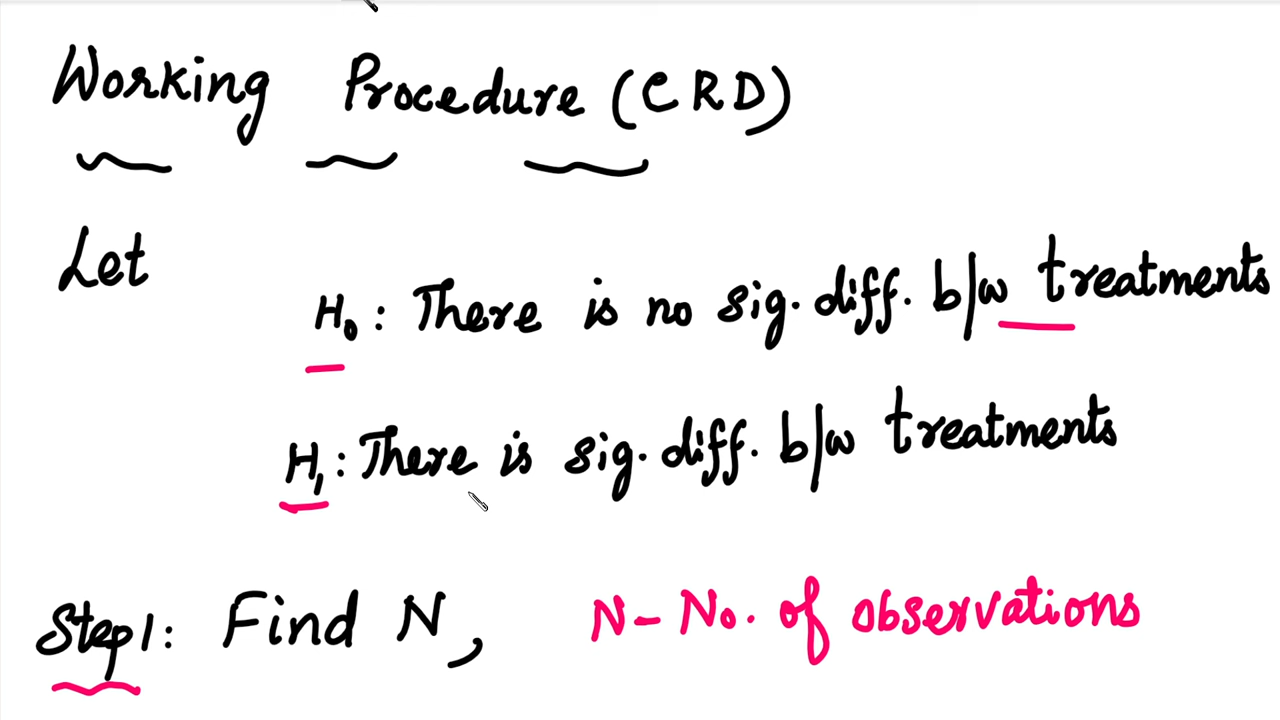 Working Procedure (CRD)
Let
H₀ : There is no sig. diff. b/w treatments
H₁ : There is sig. diff. b/w treatments
Step1: Find N, N - No. of observations